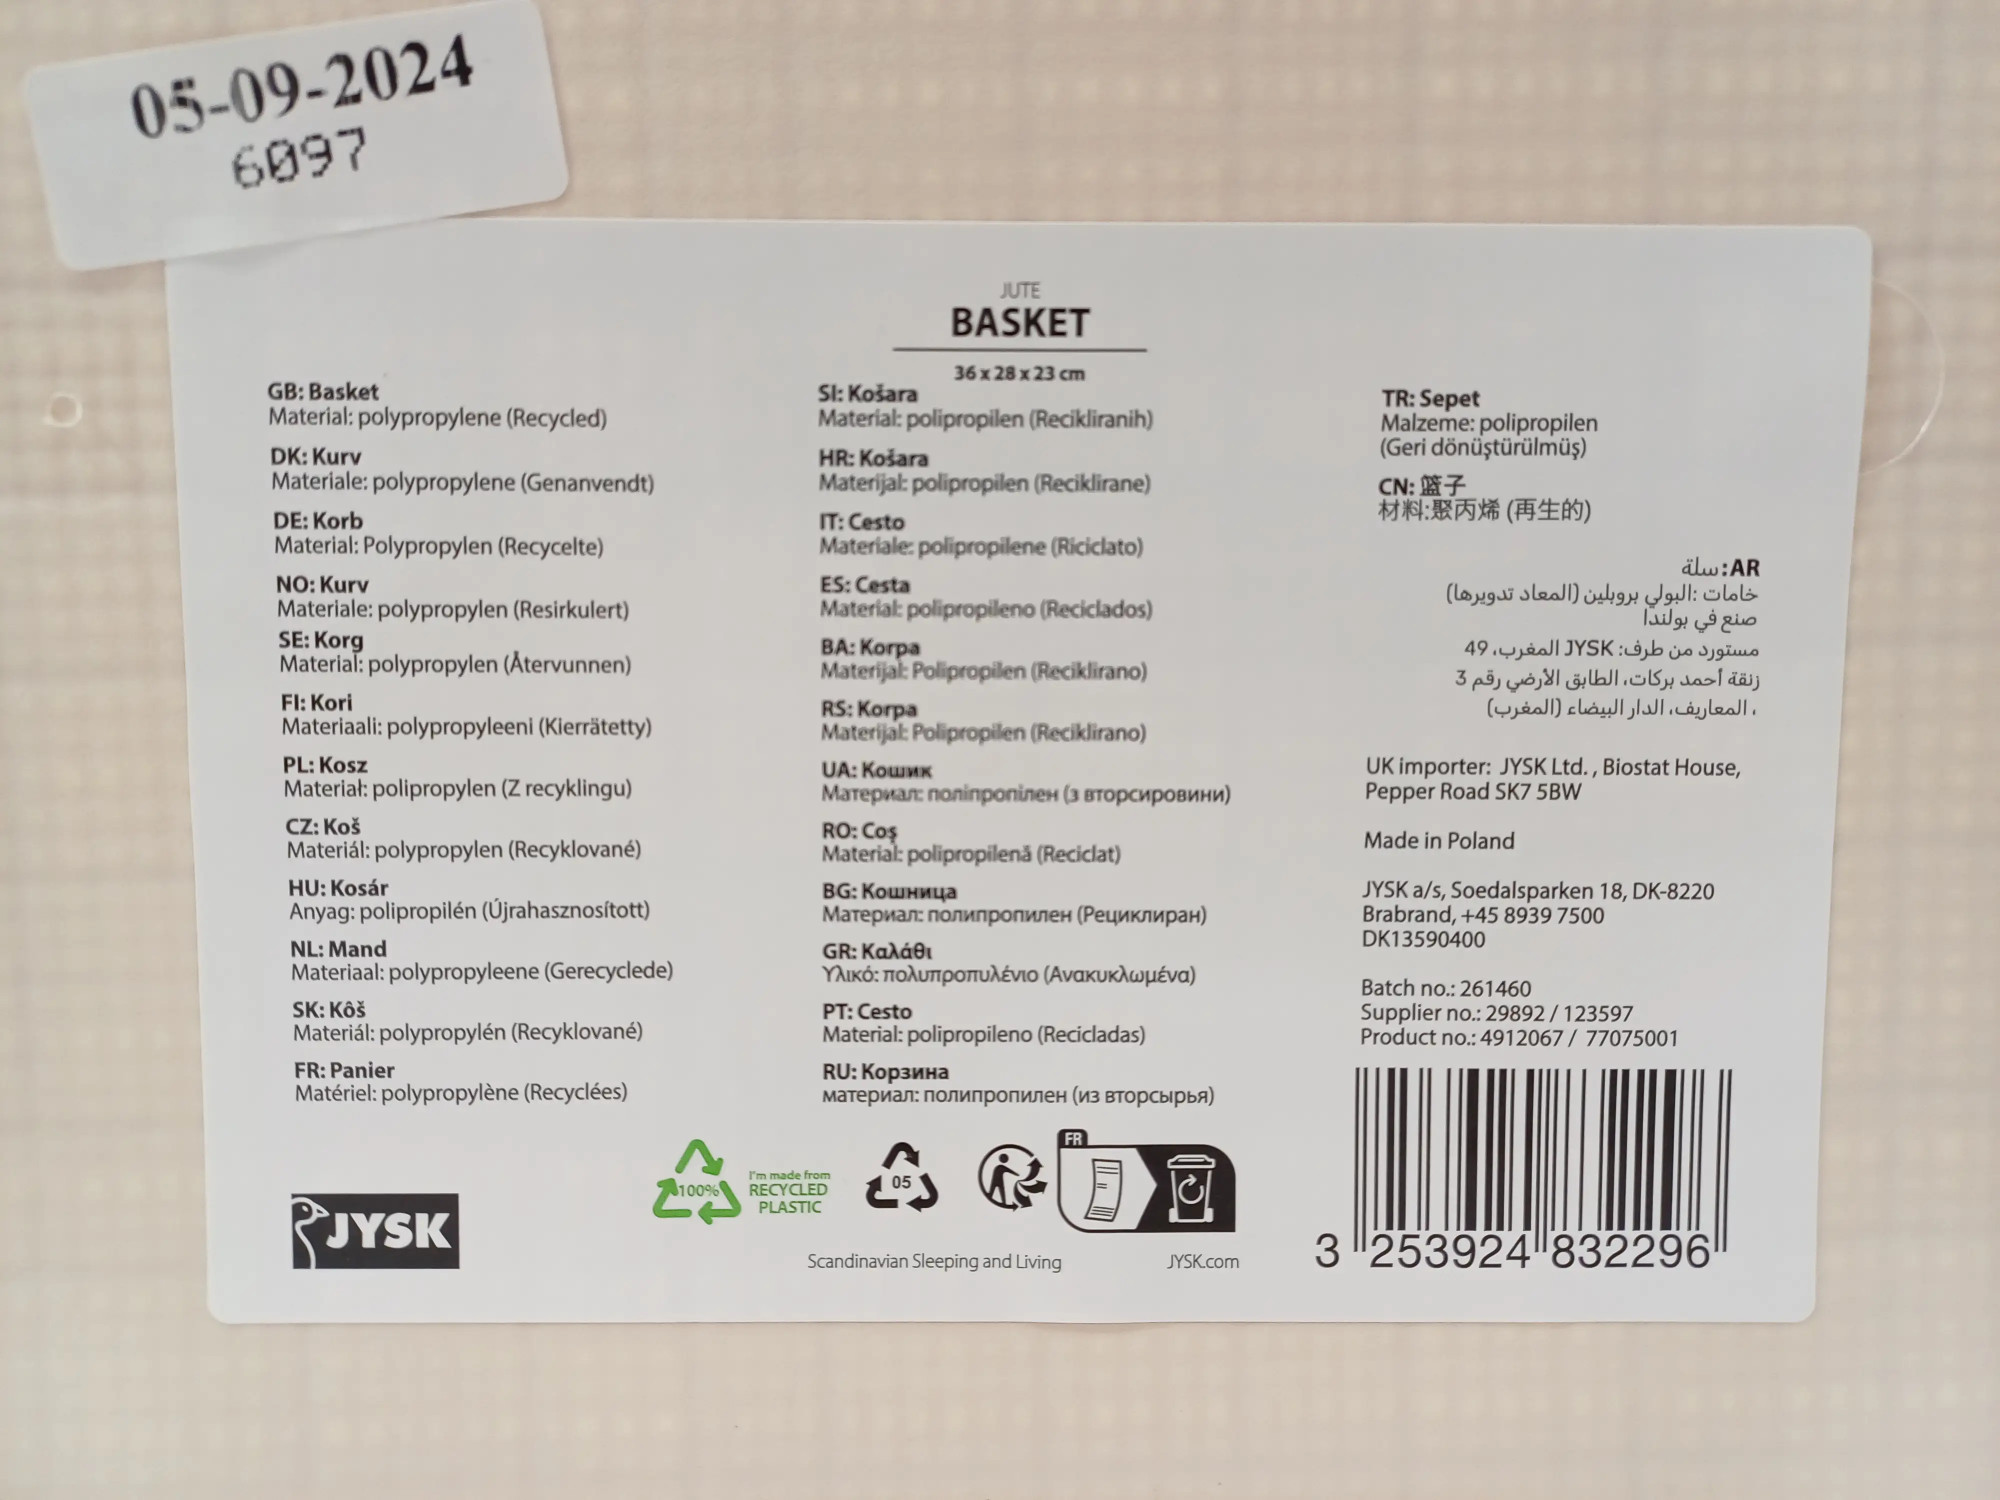 05-09-2024
6097
JUTE
BASKET
36 x 28 x 23 cm
GB: Basket
Material: polypropylene (Recycled)
DK: Kurv
Materiale: polypropylene (Genanvendt)
DE: Korb
Material: Polypropylen (Recycelte)
NO: Kurv
Materiale: polypropylen (Resirkulert)
SE: Korg
Material: polypropylen (Återvunnen)
FI: Kori
Materiaali: polypropyleeni (Kierrätetty)
PL: Kosz
Materiał: polipropylen (Z recyklingu)
CZ: Koš
Materiál: polypropylen (Recyklované)
HU: Kosár
Anyag: polipropilén (Újrahasznosított)
NL: Mand
Materiaal: polypropyleene (Gerecyclede)
SK: Kôš
Materiál: polypropylén (Recyklované)
FR: Panier
Matériel: polypropylène (Recyclées)
SI: Košara
Material: polipropilen (Recikliranih)
HR: Košara
Materijal: polipropilen (Reciklirane)
IT: Cesto
Materiale: polipropilene (Riciclato)
ES: Cesta
Material: polipropileno (Reciclados)
BA: Korpa
Materijal: Polipropilen (Reciklirano)
RS: Korpa
Materijal: Polipropilen (Reciklirano)
UA: Кошик
Материал: поліпропілен (з вторсировини)
RO: Coş
Material: polipropilenă (Reciclat)
BG: Кошница
Материал: полипропилен (Рециклиран)
GR: Καλάθι
Υλικό: πολυπροπυλένιο (Ανακυκλωμένα)
PT: Cesto
Material: polipropileno (Recicladas)
RU: Корзина
материал: полипропилен (из вторсырья)
TR: Sepet
Malzeme: polipropilen
(Geri dönüştürülmüş)
CN: 篮子
材料:聚丙烯 (再生的)
AR: سلة
خامات :البولي بروبلين (المعاد تدويرها)
صنع في بولندا
مستورد من طرف: JYSK المغرب، 49
زنقة أحمد بركات، الطابق الأرضي رقم 3
، المعاريف، الدار البيضاء (المغرب)
UK importer: JYSK Ltd. , Biostat House,
Pepper Road SK7 5BW
Made in Poland
JYSK a/s, Soedalsparken 18, DK-8220
Brabrand, +45 8939 7500
DK13590400
Batch no.: 261460
Supplier no.: 29892 / 123597
Product no.: 4912067 / 77075001
3 253924 832296
JYSK
100%
I'm made from
RECYCLED
PLASTIC
05
FR
Scandinavian Sleeping and Living
JYSK.com